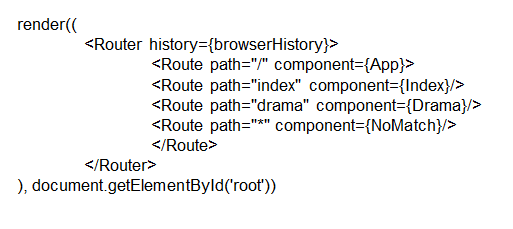 render((
<Router history={browserHistory}>
<Route path="/" component={App}>
<Route path="index" component={Index}/>
<Route path="drama" component={Drama}/>
<Route path="*" component={NoMatch}/>
</Route>
</Router>
), document.getElementById('root'))